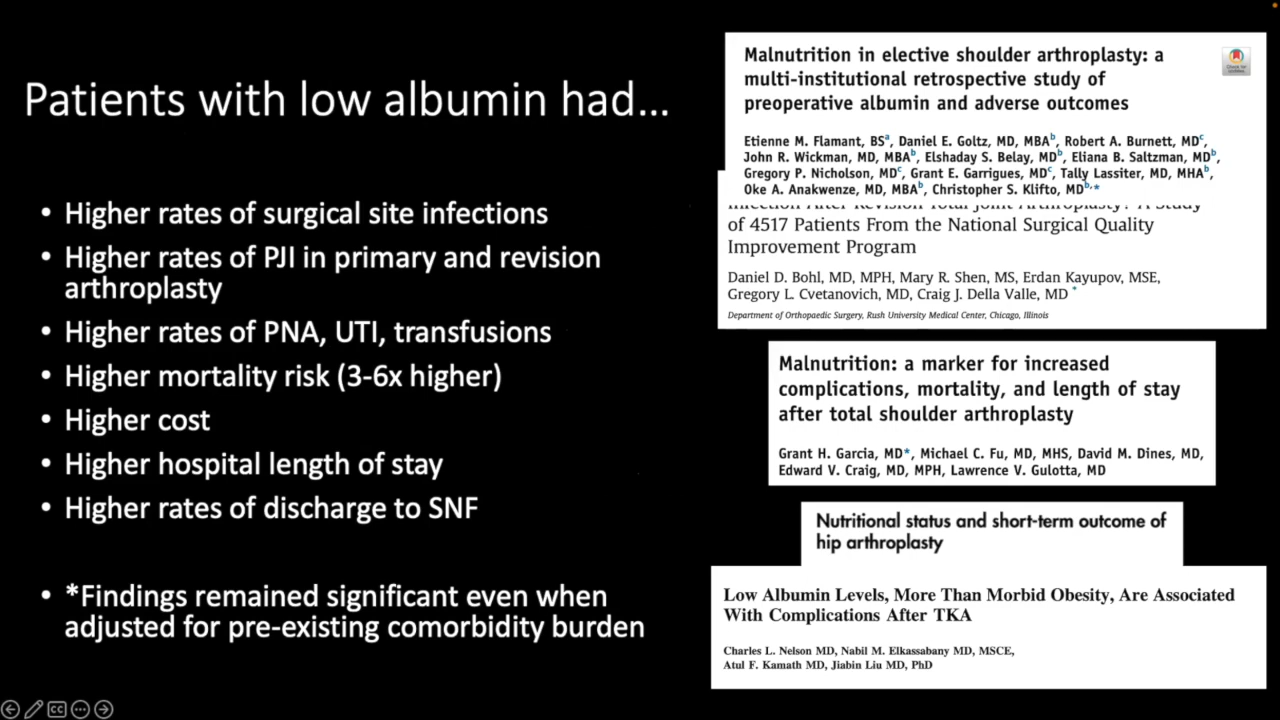 Patients with low albumin had...
• Higher rates of surgical site infections
• Higher rates of PJI in primary and revision
arthroplasty
• Higher rates of PNA, UTI, transfusions
• Higher mortality risk (3-6x higher)
• Higher cost
• Higher hospital length of stay
• Higher rates of discharge to SNF
• *Findings remained significant even when
adjusted for pre-existing comorbidity burden
Malnutrition in elective shoulder arthroplasty: a
multi-institutional retrospective study of
preoperative albumin and adverse outcomes
Check for
updates
Etienne M. Flamant, BSa, Daniel E. Goltz, MD, MBAb, Robert A. Burnett, MDc,
John R. Wickman, MD, MBAb, Elshaday S. Belay, MDb, Eliana B. Saltzman, MDb,
Gregory P. Nicholson, MDc, Grant E. Garrigues, MDc, Tally Lassiter, MD, MHAb,
Oke A. Anakwenze, MD, MBAb, Christopher S. Klifto, MDb,*
Infection After Revision Total Joint Arthroplasty? A Study
of 4517 Patients From the National Surgical Quality
Improvement Program
Daniel D. Bohl, MD, MPH, Mary R. Shen, MS, Erdan Kayupov, MSE,
Gregory L. Cvetanovich, MD, Craig J. Della Valle, MD *
Department of Orthopaedic Surgery, Rush University Medical Center, Chicago, Illinois
Malnutrition: a marker for increased
complications, mortality, and length of stay
after total shoulder arthroplasty
Grant H. Garcia, MD*, Michael C. Fu, MD, MHS, David M. Dines, MD,
Edward V. Craig, MD, MPH, Lawrence V. Gulotta, MD
Nutritional status and short-term outcome of
hip arthroplasty
Low Albumin Levels, More Than Morbid Obesity, Are Associated
With Complications After TKA
Charles L. Nelson MD, Nabil M. Elkassabany MD, MSCE,
Atul F. Kamath MD, Jiabin Liu MD, PhD
CC